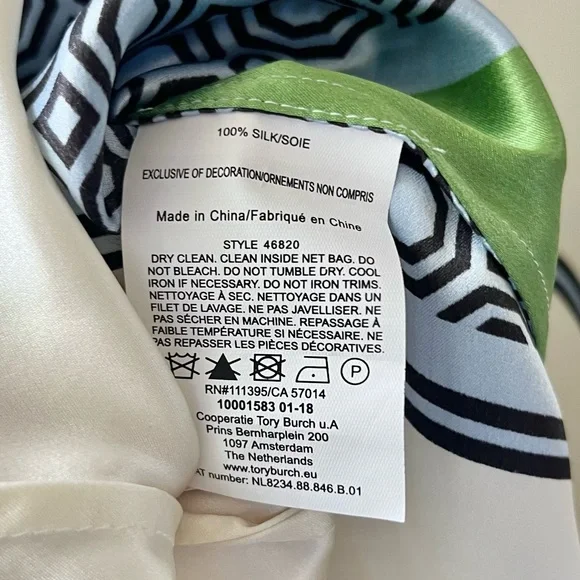 100% SILK/SOIE
EXCLUSIVE OF DECORATION/ORNEMENTS NON COMPRIS
Made in China/Fabriqué en Chine
STYLE 46820
DRY CLEAN. CLEAN INSIDE NET BAG. DO
NOT BLEACH. DO NOT TUMBLE DRY. COOL
IRON IF NECESSARY. DO NOT IRON TRIMS.
NETTOYAGE À SEC. NETTOYAGE DANS UN
FILET DE LAVAGE. NE PAS JAVELLISER. NE
PAS SÉCHER EN MACHINE. REPASSAGE À
FAIBLE TEMPÉRATURE SI NÉCESSAIRE. NE
PAS REPASSER LES PIÈCES DÉCORATIVES.
P
RN#111395/CA 57014
10001583 01-18
Cooperatie Tory Burch u.A
Prins Bernharplein 200
1097 Amsterdam
The Netherlands
www.toryburch.com
AT number: NL8234.88.846.B.01